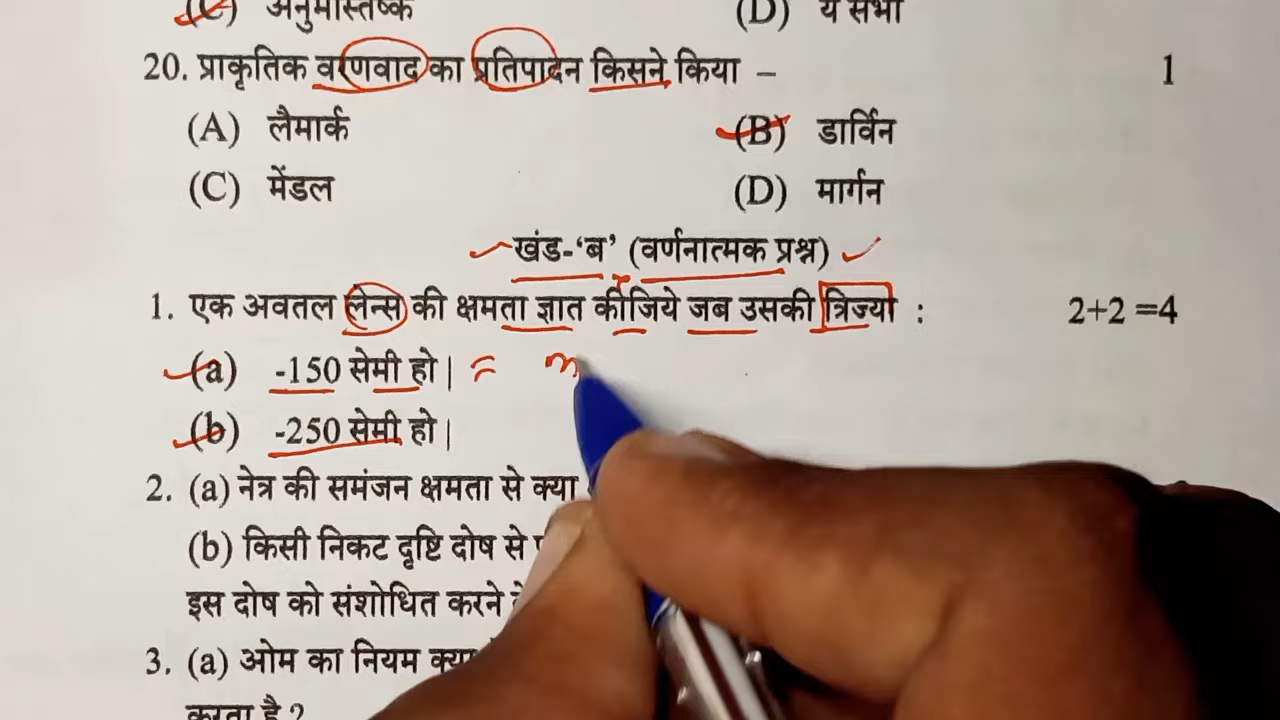 (C) अनुमस्तिष्क (D) ये सभी
20. प्राकृतिक वरणवाद का प्रतिपादन किसने किया – 1
(A) लैमार्क (B) डार्विन
(C) मेंडल (D) मार्गन
खंड-‘ब’ (वर्णनात्मक प्रश्न)
1. एक अवतल लेन्स की क्षमता ज्ञात कीजिये जब उसकी त्रिज्या : 2+2 =4
(a) -150 सेमी हो|
(b) -250 सेमी हो|
2. (a) नेत्र की समंजन क्षमता से क्या
(b) किसी निकट दृष्टि दोष से
इस दोष को संशोधित करने
3. (a) ओम का नियम क्या
करता है ?